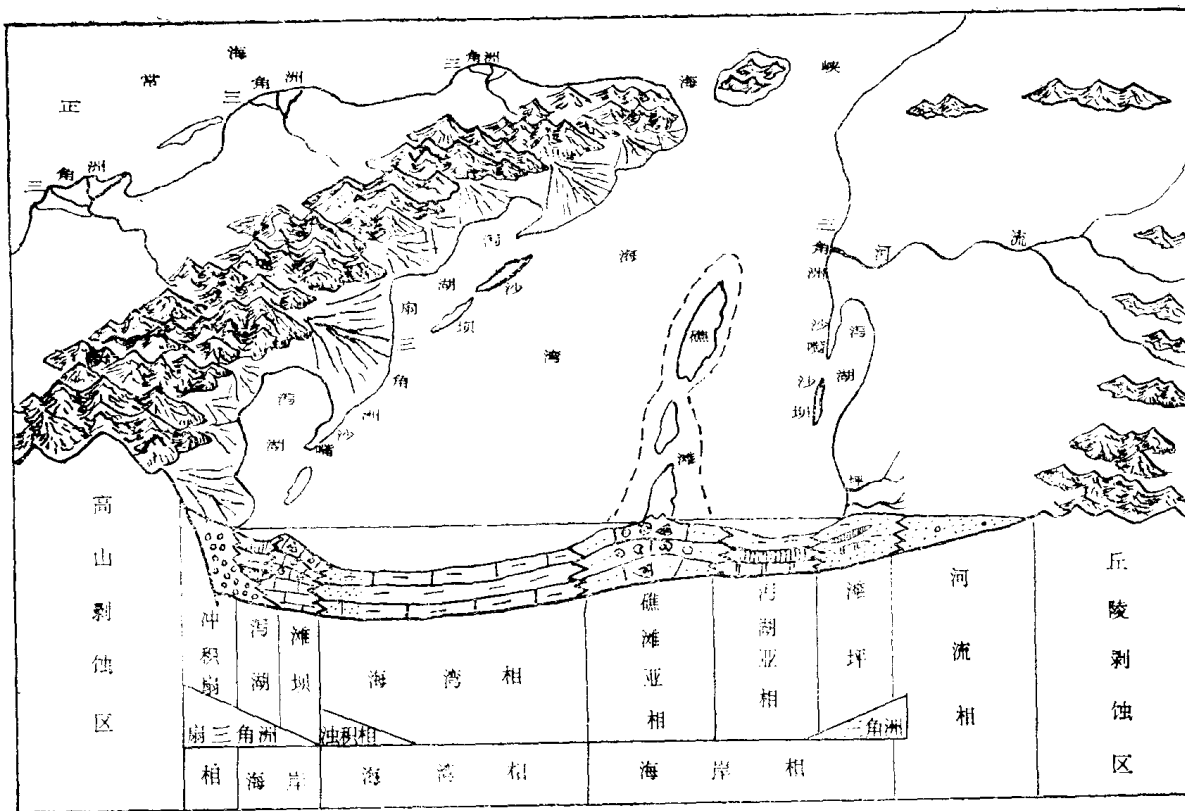 正常海
海峡
三角洲
三角洲
三角洲
三角洲
河流
海湾
泻湖
沙坝
扇三角洲
泻湖
沙嘴
礁
滩
沙嘴
泻湖
沙坝
坪
高山剥蚀区
冲积扇
泻湖
滩坝
海湾相
礁滩亚相
泻湖亚相
滩坪
河流相
丘陵剥蚀区
扇三角洲
浊积相
三角洲
相
海岸
海湾相
海岸相